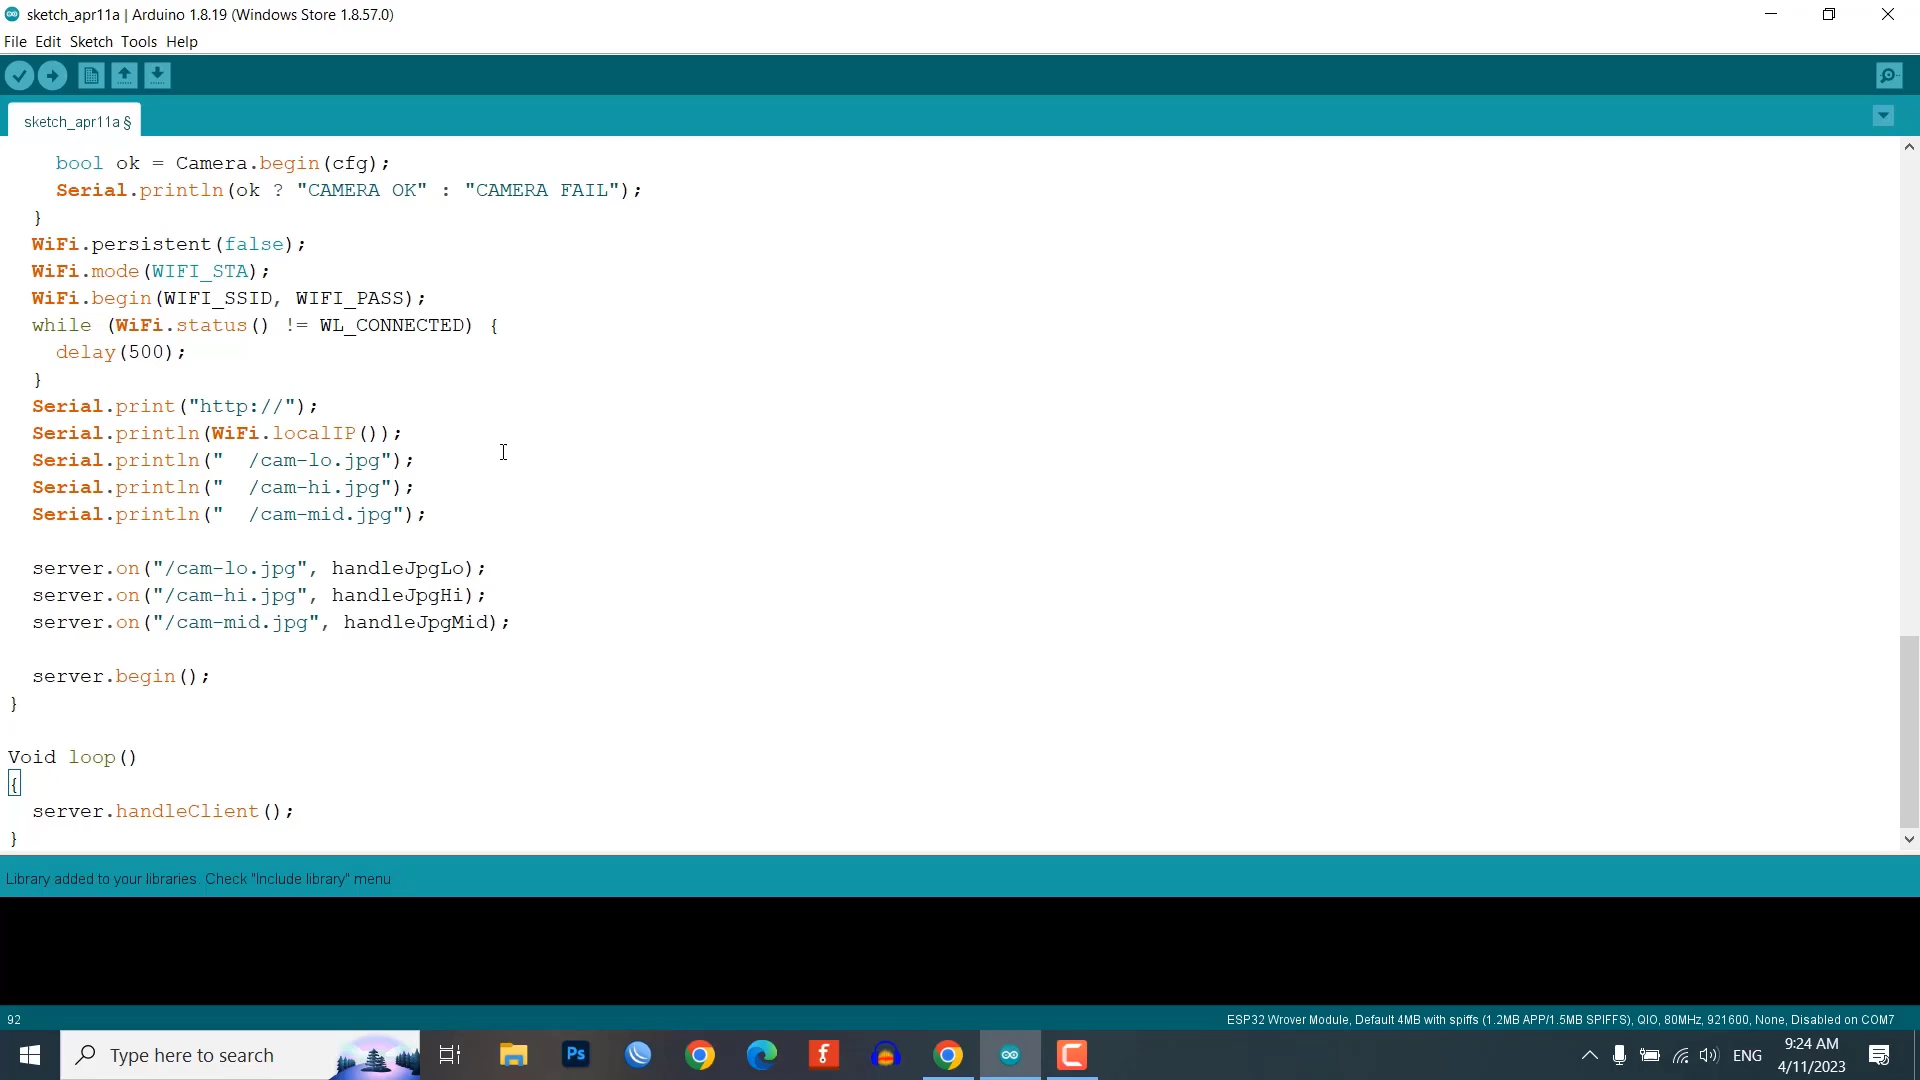 sketch_apr11a | Arduino 1.8.19 (Windows Store 1.8.57.0)
File Edit Sketch Tools Help
sketch_apr11a §
    bool ok = Camera.begin(cfg);
    Serial.println(ok ? "CAMERA OK" : "CAMERA FAIL");
  }
  WiFi.persistent(false);
  WiFi.mode(WIFI_STA);
  WiFi.begin(WIFI_SSID, WIFI_PASS);
  while (WiFi.status() != WL_CONNECTED) {
    delay(500);
  }
  Serial.print("http://");
  Serial.println(WiFi.localIP());
  Serial.println("  /cam-lo.jpg");
  Serial.println("  /cam-hi.jpg");
  Serial.println("  /cam-mid.jpg");
  server.on("/cam-lo.jpg", handleJpgLo);
  server.on("/cam-hi.jpg", handleJpgHi);
  server.on("/cam-mid.jpg", handleJpgMid);
  server.begin();
}
Void loop()
{
  server.handleClient();
}
Library added to your libraries. Check "Include library" menu
92
ESP32 Wrover Module, Default 4MB with spiffs (1.2MB APP/1.5MB SPIFFS), QIO, 80MHz, 921600, None, Disabled on COM7
Type here to search
Ps
ENG
9:24 AM
4/11/2023